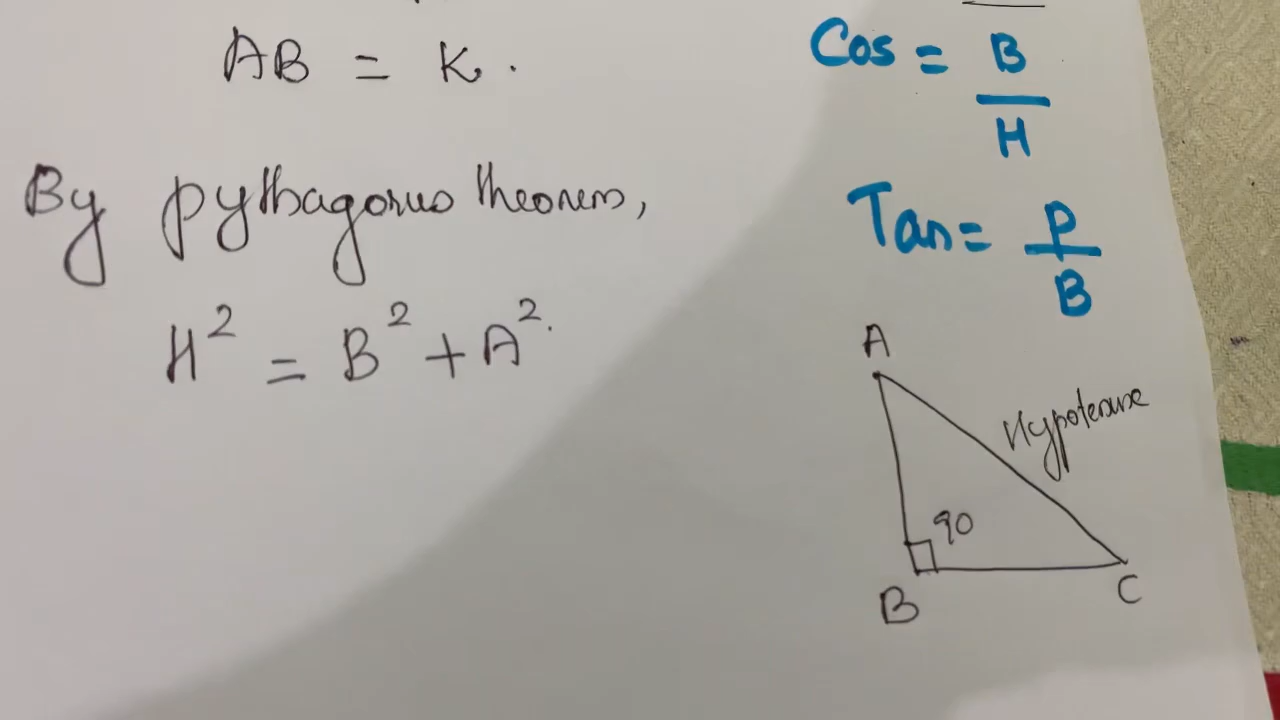 AB = K.
By pythagorus theorem,
H² = B² + A².
Cos = B
H
Tan = P
B
A
Hypotenuse
90
B
C